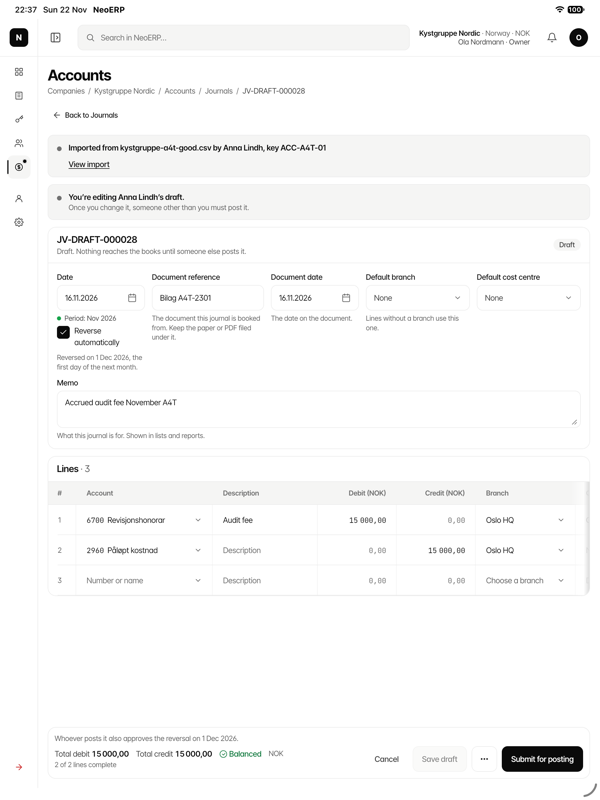 22:37 Sun 22 Nov NeoERP
100
N
Search in NeoERP...
Kystgruppe Nordic · Norway · NOK
Ola Nordmann · Owner
O
Accounts
Companies / Kystgruppe Nordic / Accounts / Journals / JV-DRAFT-000028
Back to Journals
Imported from kystgruppe-a4t-good.csv by Anna Lindh, key ACC-A4T-01
View import
You're editing Anna Lindh's draft.
Once you change it, someone other than you must post it.
JV-DRAFT-000028
Draft. Nothing reaches the books until someone else posts it.
Draft
Date
Document reference
Document date
Default branch
Default cost centre
16.11.2026
Bilag A4T-2301
16.11.2026
None
None
Period: Nov 2026
The document this journal is booked
from. Keep the paper or PDF filed
under it.
The date on the document.
Lines without a branch use this
one.
Reverse
automatically
Reversed on 1 Dec 2026, the
first day of the next month.
Memo
Accrued audit fee November A4T
What this journal is for. Shown in lists and reports.
Lines · 3
# Account Description Debit (NOK) Credit (NOK) Branch
1 6700 Revisjonshonorar Audit fee 15 000,00 0,00 Oslo HQ
2 2960 Påløpt kostnad Description 0,00 15 000,00 Oslo HQ
3 Number or name Description 0,00 0,00 Choose a branch
Whoever posts it also approves the reversal on 1 Dec 2026.
Total debit 15 000,00 Total credit 15 000,00 Balanced NOK
2 of 2 lines complete
Cancel
Save draft
Submit for posting